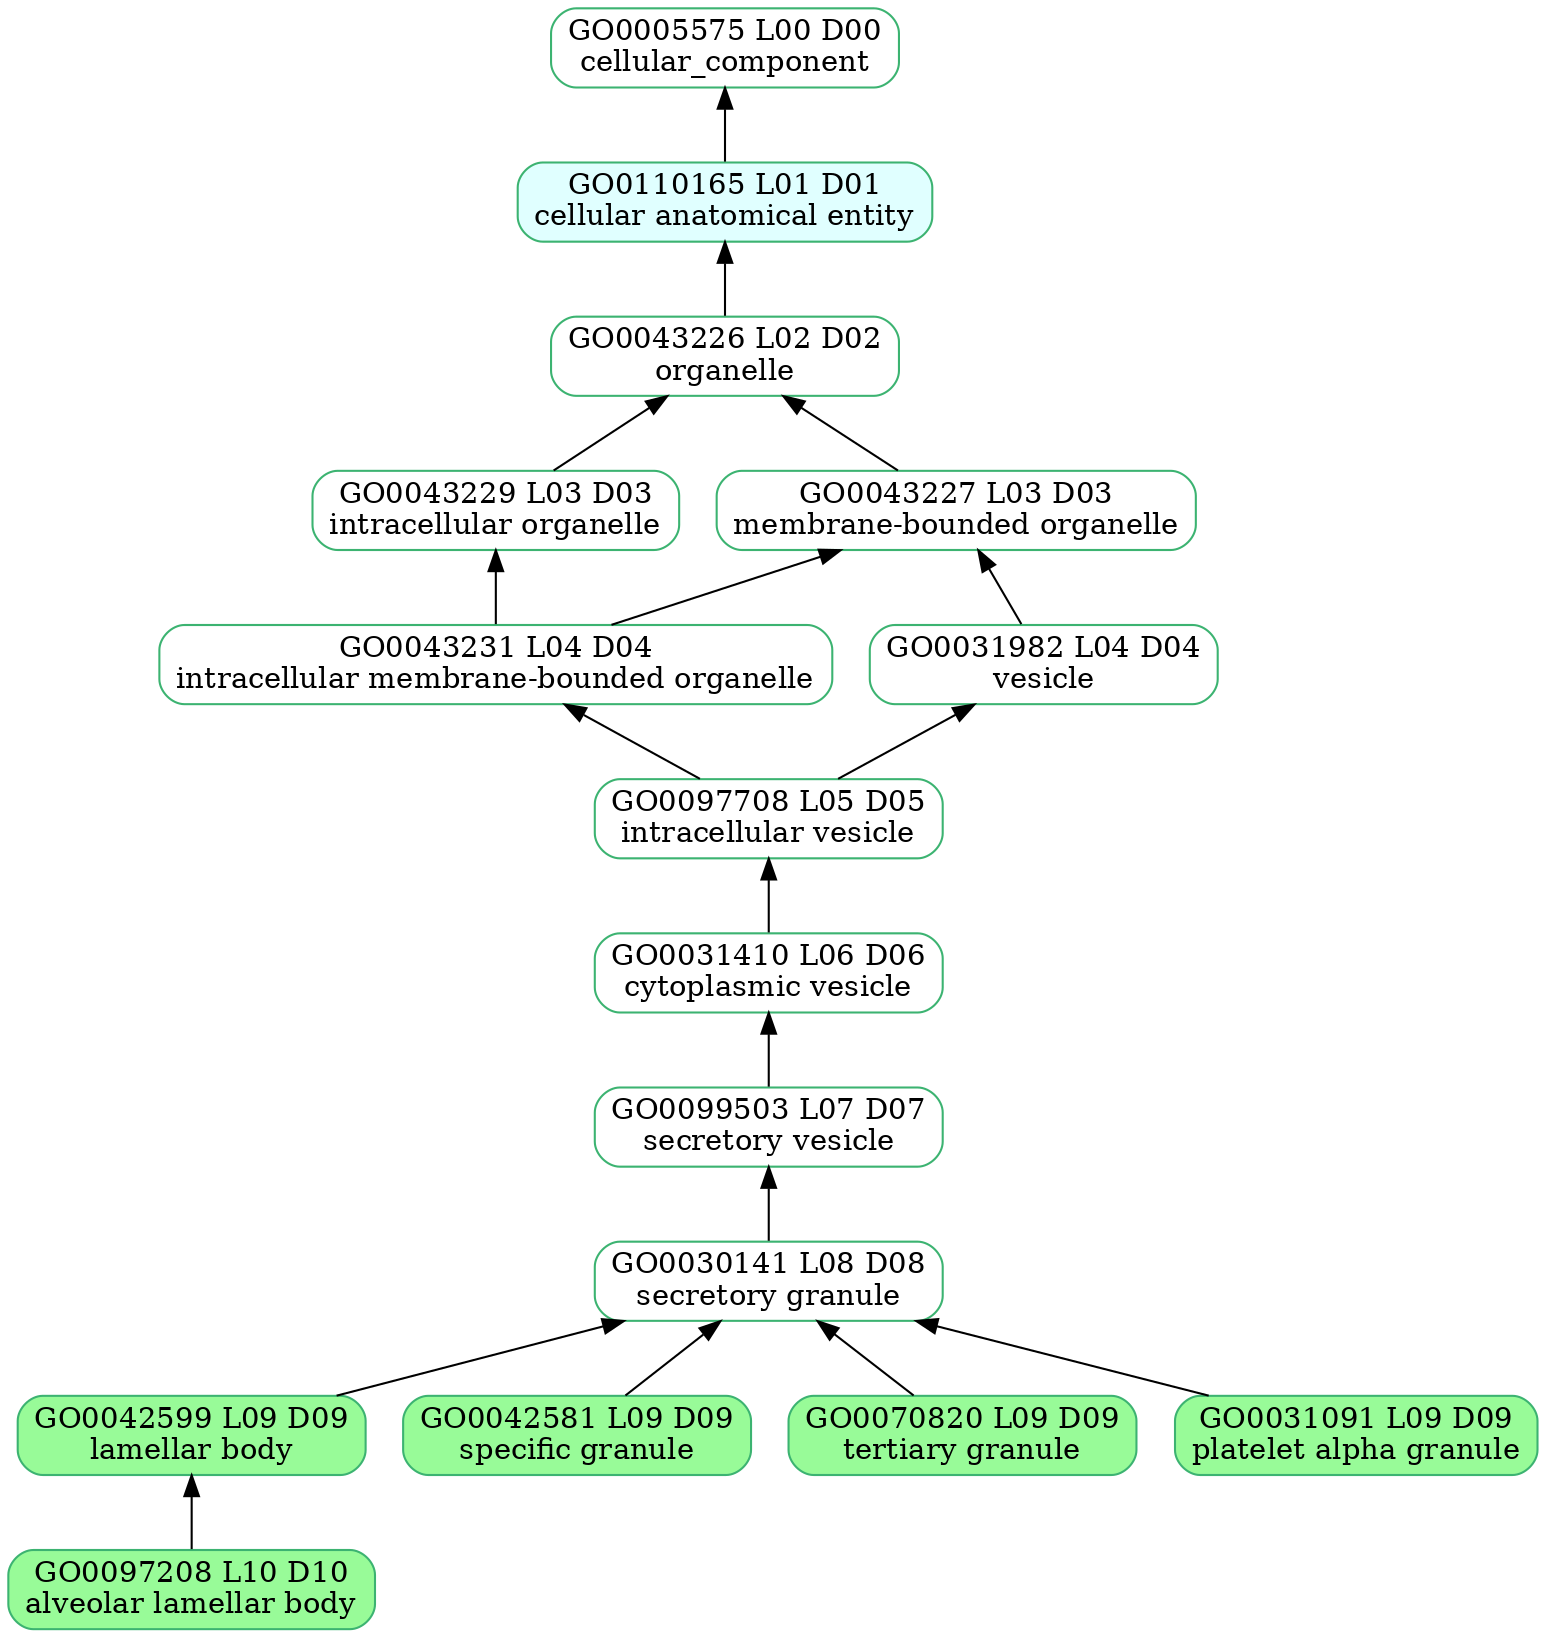 GO0005575 L00 D00
cellular_component
GO0110165 L01 D01
cellular anatomical entity
GO0043226 L02 D02
organelle
GO0043229 L03 D03
intracellular organelle
GO0043227 L03 D03
membrane-bounded organelle
GO0043231 L04 D04
intracellular membrane-bounded organelle
GO0031982 L04 D04
vesicle
GO0097708 L05 D05
intracellular vesicle
GO0031410 L06 D06
cytoplasmic vesicle
GO0099503 L07 D07
secretory vesicle
GO0030141 L08 D08
secretory granule
GO0042599 L09 D09
lamellar body
GO0042581 L09 D09
specific granule
GO0070820 L09 D09
tertiary granule
GO0031091 L09 D09
platelet alpha granule
GO0097208 L10 D10
alveolar lamellar body